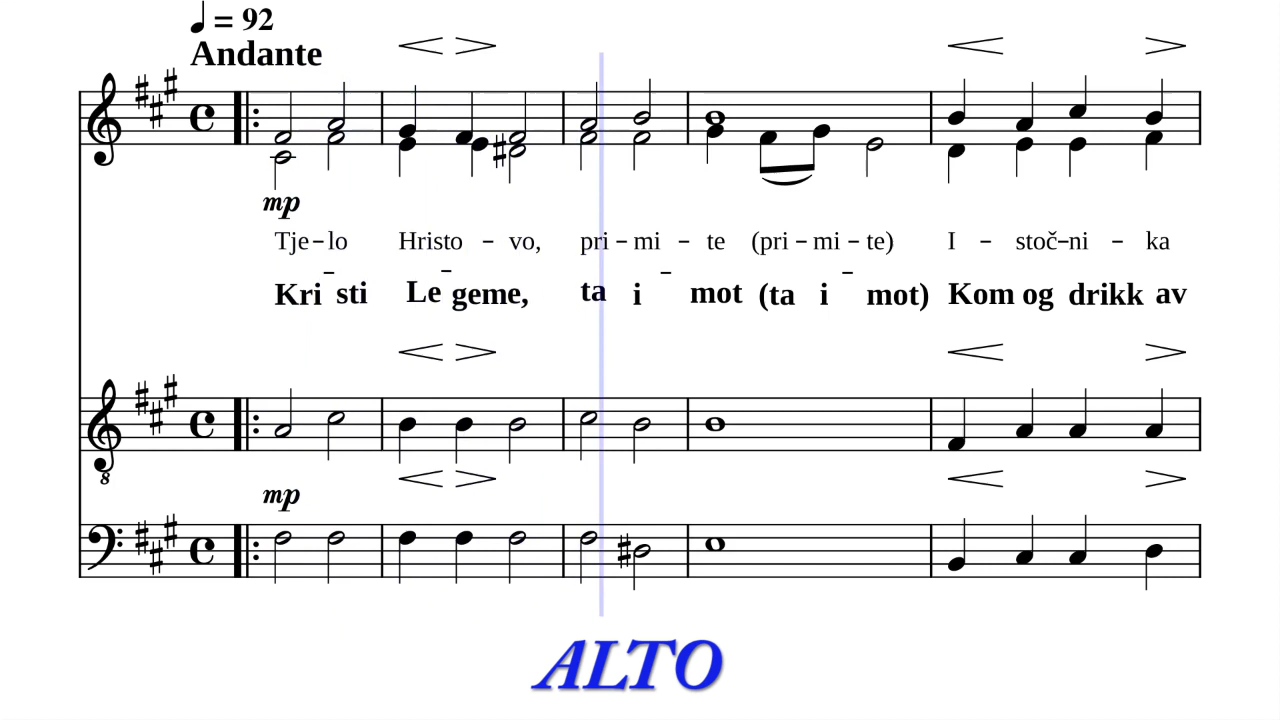 ♩ = 92
Andante
mp
Tje – lo Hristo – vo, pri – mi – te (pri – mi – te) I – stoč – ni – ka
Kri – sti Le – geme, ta i – mot (ta i – mot) Kom og drikk av
8
mp
ALTO